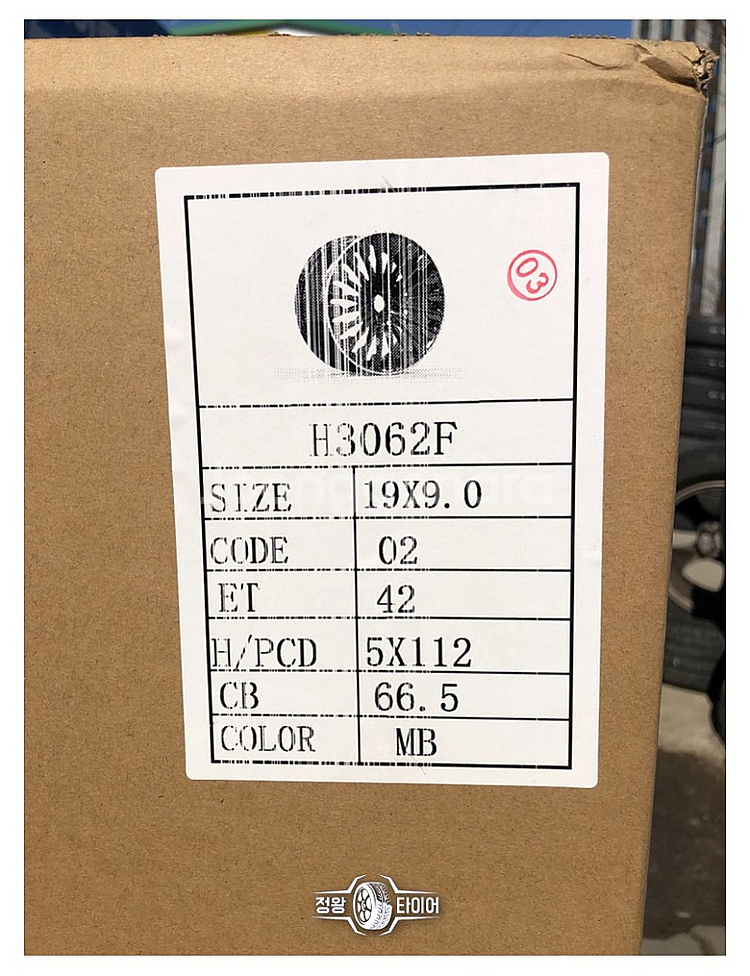 03
H3062F
SIZE 19X9.0
CODE 02
ET 42
H/PCD 5X112
CB 66.5
COLOR MB
정왕 타이어